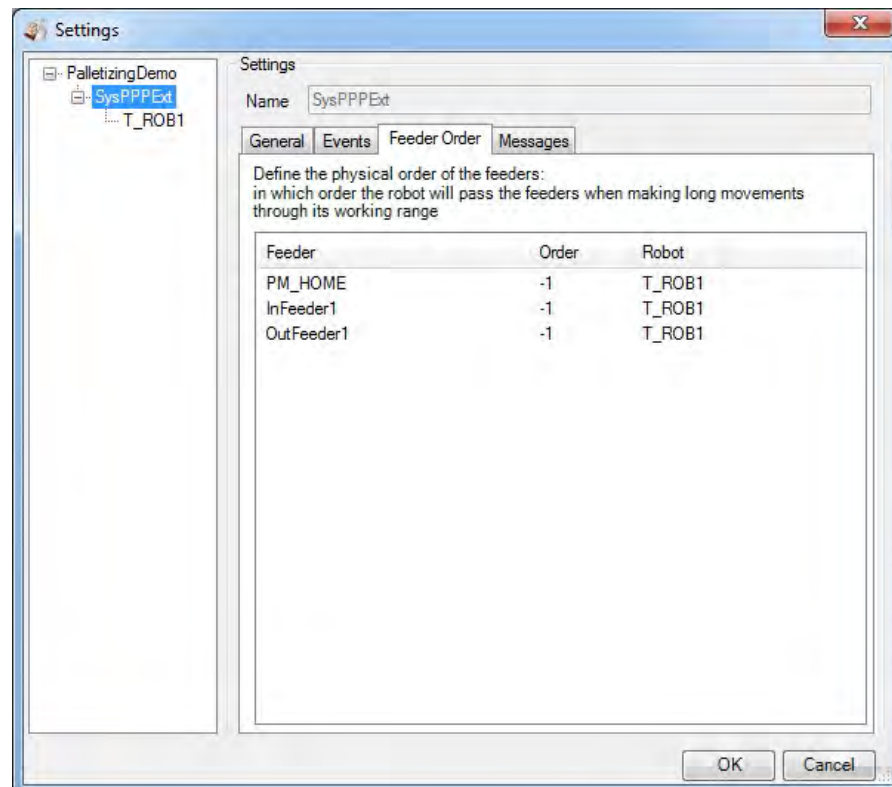 Settings
PalletizingDemo
SysPPPExt
T_ROB1
Settings
Name SysPPPExt
General Events Feeder Order Messages
Define the physical order of the feeders:
in which order the robot will pass the feeders when making long movements
through its working range
Feeder Order Robot
PM_HOME -1 T_ROB1
InFeeder1 -1 T_ROB1
OutFeeder1 -1 T_ROB1
OK Cancel